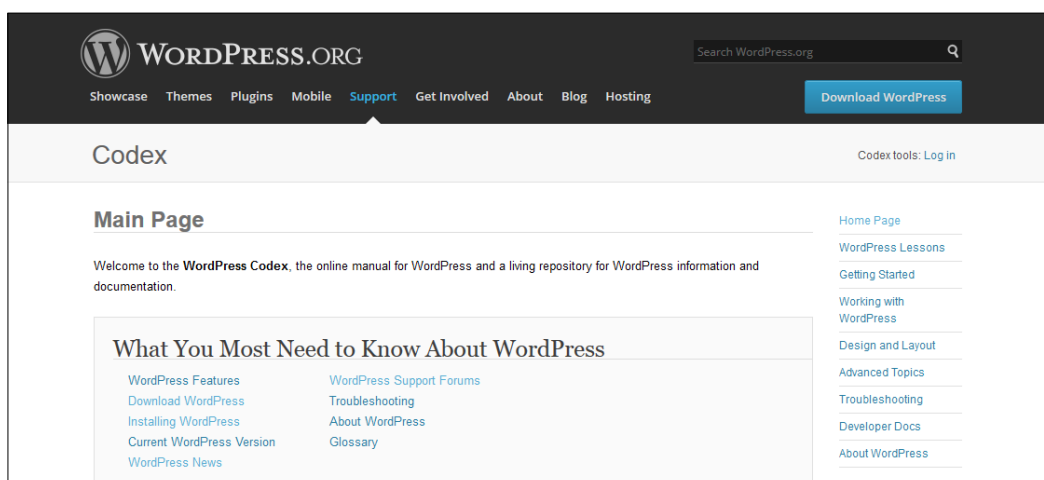 WORDPRESS.ORG
Search WordPress.org
Showcase Themes Plugins Mobile Support Get Involved About Blog Hosting
Download WordPress
Codex
Codex tools: Log in
Main Page
Welcome to the WordPress Codex, the online manual for WordPress and a living repository for WordPress information and
documentation.
What You Most Need to Know About WordPress
WordPress Features
Download WordPress
Installing WordPress
Current WordPress Version
WordPress News
WordPress Support Forums
Troubleshooting
About WordPress
Glossary
Home Page
WordPress Lessons
Getting Started
Working with
WordPress
Design and Layout
Advanced Topics
Troubleshooting
Developer Docs
About WordPress